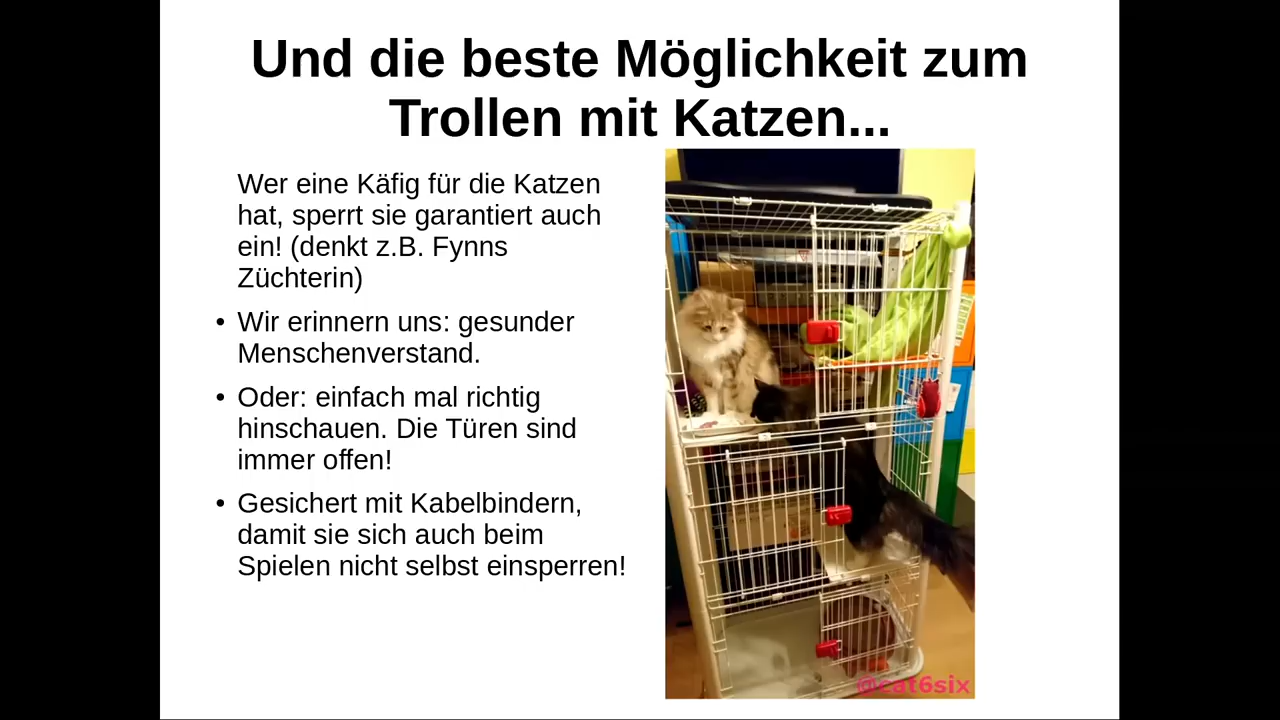 Und die beste Möglichkeit zum
Trollen mit Katzen...
Wer eine Käfig für die Katzen
hat, sperrt sie garantiert auch
ein! (denkt z.B. Fynns
Züchterin)
• Wir erinnern uns: gesunder
Menschenverstand.
• Oder: einfach mal richtig
hinschauen. Die Türen sind
immer offen!
• Gesichert mit Kabelbindern,
damit sie sich auch beim
Spielen nicht selbst einsperren!
@cat6six